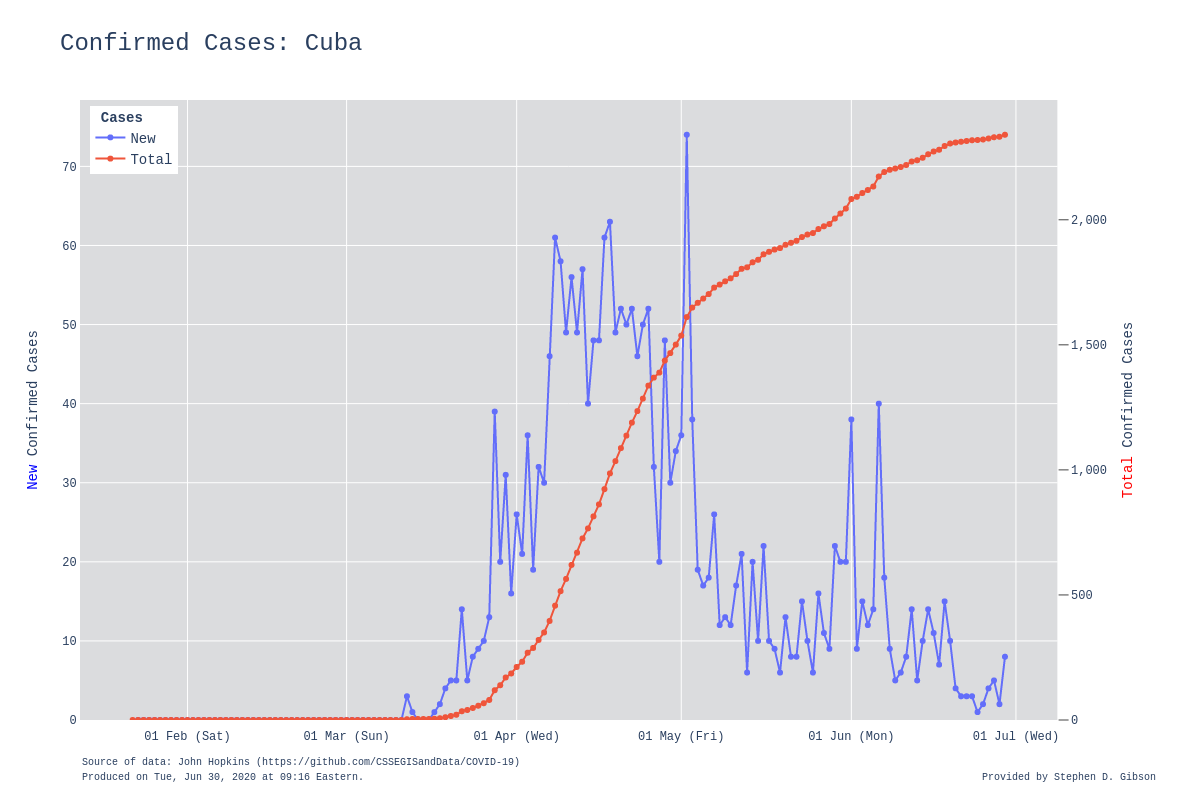 Confirmed Cases: Cuba
Cases
New
Total
70
60
50
40
30
20
10
0
2,000
1,500
1,000
500
0
New Confirmed Cases
Total Confirmed Cases
01 Feb (Sat)
01 Mar (Sun)
01 Apr (Wed)
01 May (Fri)
01 Jun (Mon)
01 Jul (Wed)
Source of data: John Hopkins (https://github.com/CSSEGISandData/COVID-19)
Produced on Tue, Jun 30, 2020 at 09:16 Eastern.
Provided by Stephen D. Gibson